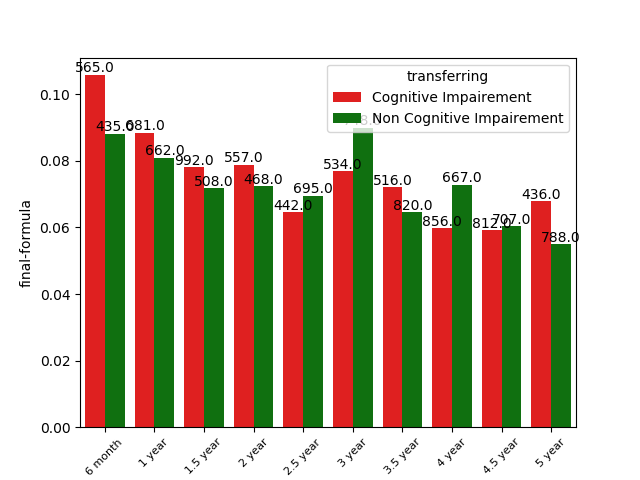 transferring
Cognitive Impairement
Non Cognitive Impairement
565.0
435.0
681.0
662.0
992.0
508.0
557.0
468.0
442.0
695.0
534.0
516.0
820.0
856.0
667.0
812.0
707.0
436.0
788.0
final-formula
0.10
0.08
0.06
0.04
0.02
0.00
6 month
1 year
1.5 year
2 year
2.5 year
3 year
3.5 year
4 year
4.5 year
5 year